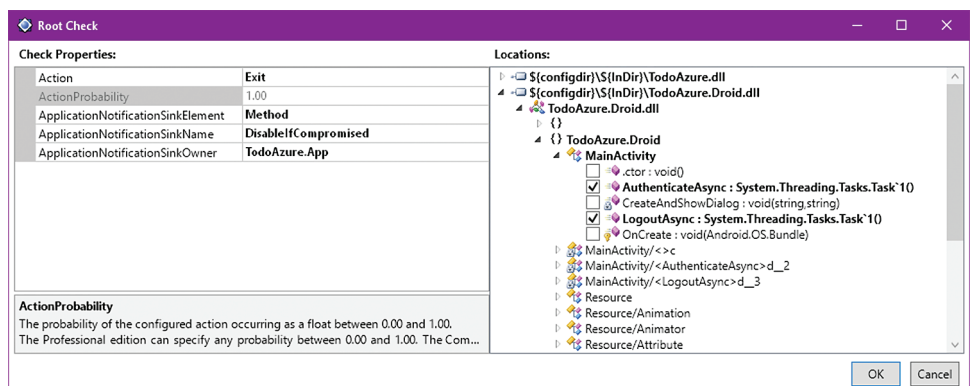 Root Check
Check Properties:
Action Exit
ActionProbability 1.00
ApplicationNotificationSinkElement Method
ApplicationNotificationSinkName DisableIfCompromised
ApplicationNotificationSinkOwner TodoAzure.App
ActionProbability
The probability of the configured action occurring as a float between 0.00 and 1.00.
The Professional edition can specify any probability between 0.00 and 1.00. The Com...
Locations:
${configdir}\${InDir}\TodoAzure.dll
${configdir}\${InDir}\TodoAzure.Droid.dll
TodoAzure.Droid.dll
{}
{} TodoAzure.Droid
MainActivity
.ctor : void()
AuthenticateAsync : System.Threading.Tasks.Task`1()
CreateAndShowDialog : void(string,string)
LogoutAsync : System.Threading.Tasks.Task`1()
OnCreate : void(Android.OS.Bundle)
MainActivity/<>c
MainActivity/<AuthenticateAsync>d__2
MainActivity/<LogoutAsync>d__3
Resource
Resource/Animation
Resource/Animator
Resource/Attribute
OK Cancel